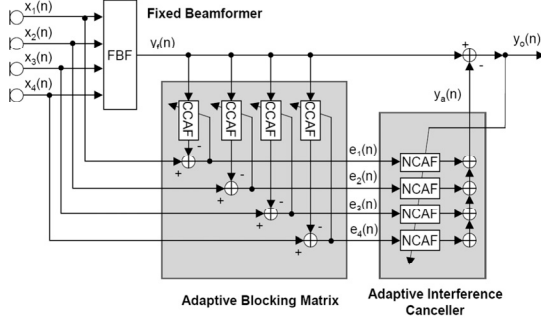 x1(n)
x2(n)
x3(n)
x4(n)
FBF
Fixed Beamformer
yf(n)
+
-
yo(n)
ya(n)
CCAF
CCAF
CCAF
CCAF
-
-
-
-
+
+
+
+
e1(n)
e2(n)
e3(n)
e4(n)
NCAF
NCAF
NCAF
NCAF
Adaptive Blocking Matrix
Adaptive Interference
Canceller